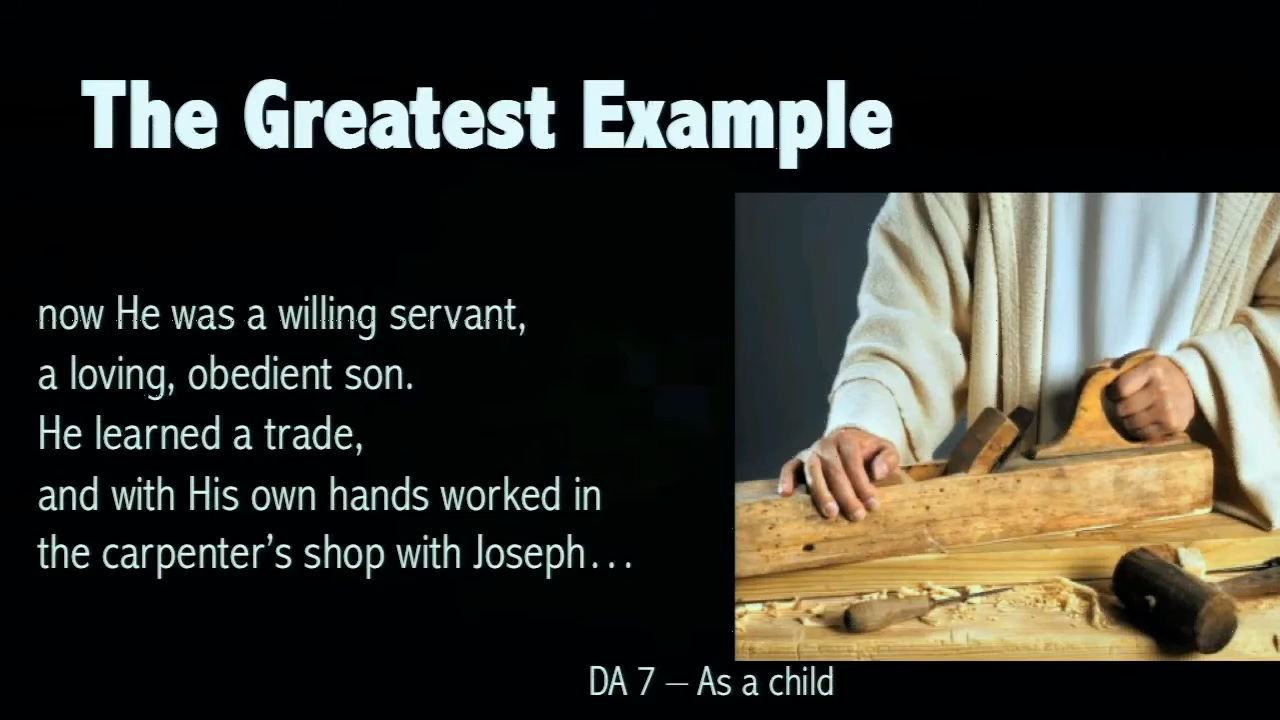 The Greatest Example
now He was a willing servant,
a loving, obedient son.
He learned a trade,
and with His own hands worked in
the carpenter’s shop with Joseph…
DA 7 – As a child